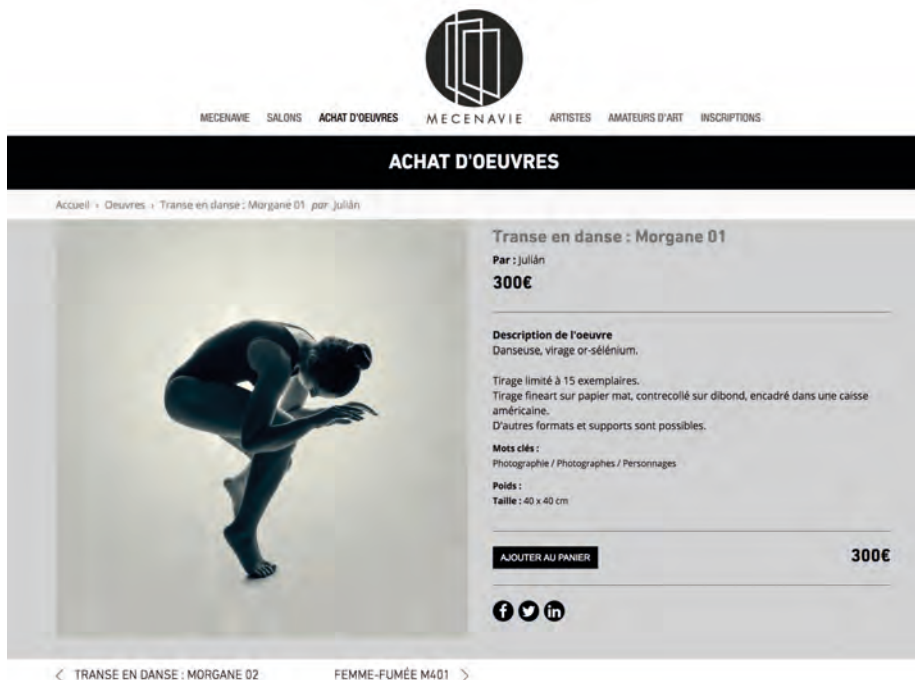 MECENAVIE SALONS ACHAT D'OEUVRES MECENAVIE ARTISTES AMATEURS D'ART INSCRIPTIONS
ACHAT D'OEUVRES
Accueil › Oeuvres › Transe en danse : Morgane 01 par Julián
Transe en danse : Morgane 01
Par : Julián
300€
Description de l'oeuvre
Danseuse, virage or-sélénium.
Tirage limité à 15 exemplaires.
Tirage fineart sur papier mat, contrecollé sur dibond, encadré dans une caisse
américaine.
D'autres formats et supports sont possibles.
Mots clés :
Photographie / Photographes / Personnages
Poids :
Taille : 40 x 40 cm
AJOUTER AU PANIER 300€
< TRANSE EN DANSE : MORGANE 02 FEMME-FUMÉE M401 >